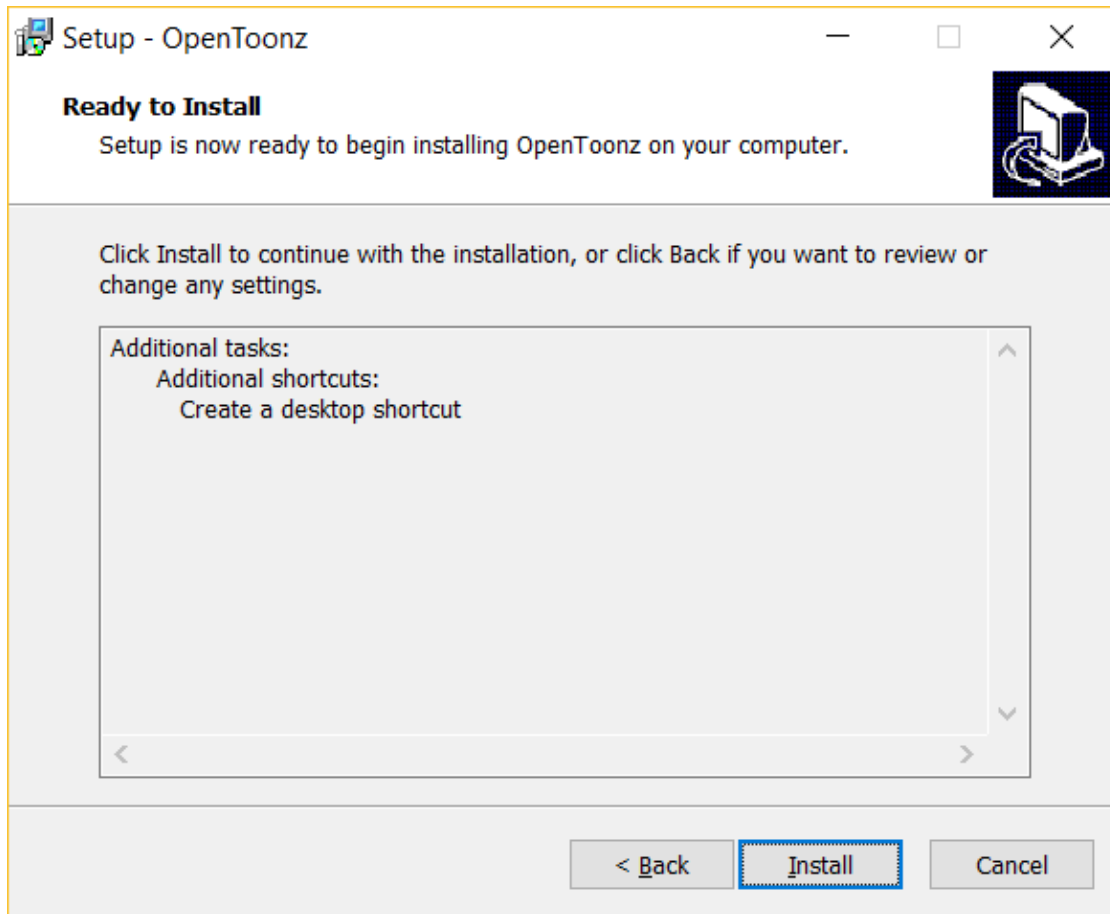 Setup - OpenToonz
Ready to Install
Setup is now ready to begin installing OpenToonz on your computer.
Click Install to continue with the installation, or click Back if you want to review or
change any settings.
Additional tasks:
Additional shortcuts:
Create a desktop shortcut
< Back Install Cancel